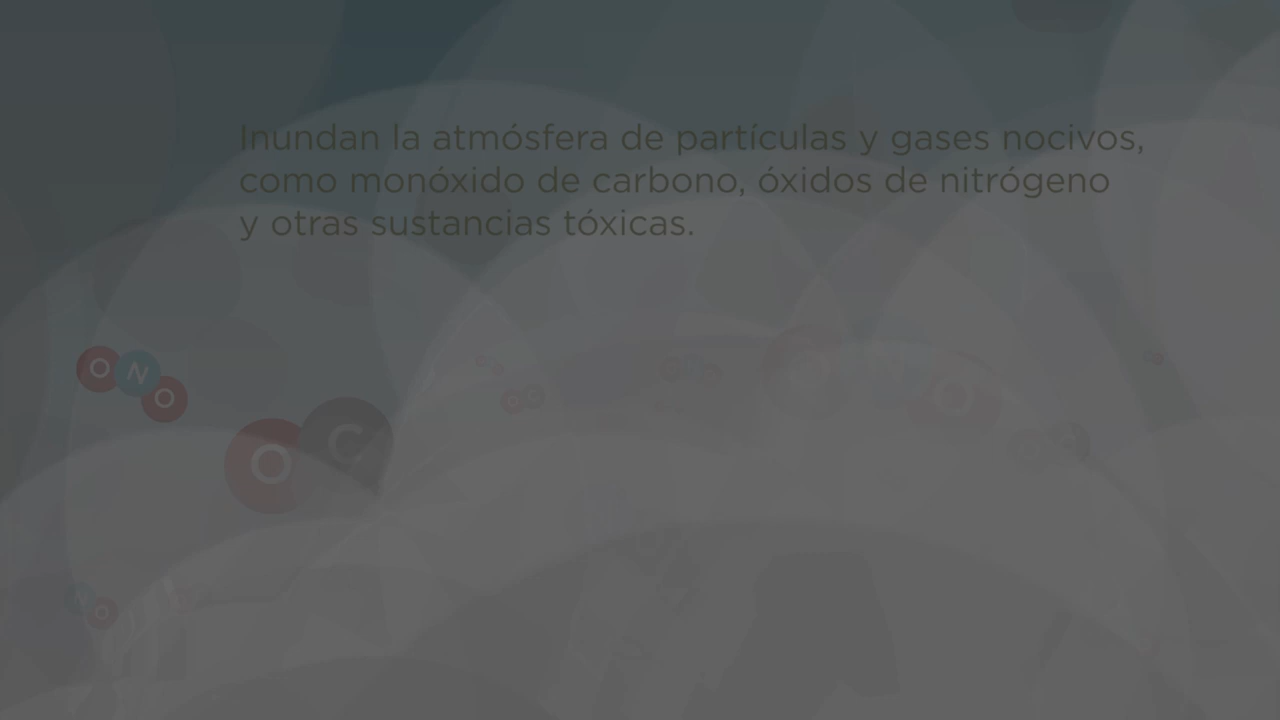 Inundan la atmósfera de partículas y gases nocivos,
como monóxido de carbono, óxidos de nitrógeno
y otras sustancias tóxicas.
O N O
O C
O C
O
O